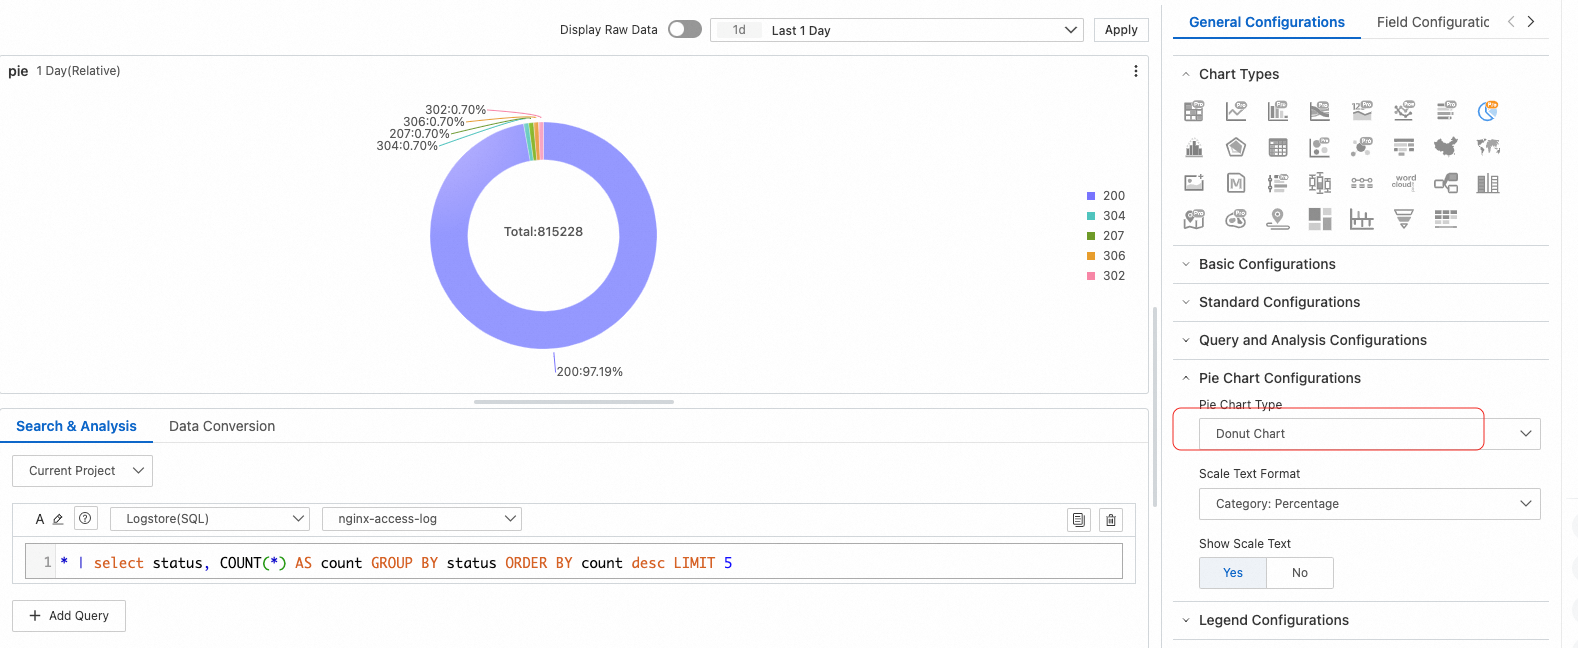 Display Raw Data
1d Last 1 Day
Apply
General Configurations
Field Configuratic
pie 1 Day(Relative)
302:0.70%
306:0.70%
207:0.70%
304:0.70%
Total:815228
200:97.19%
200
304
207
306
302
Chart Types
word
cloud
Basic Configurations
Standard Configurations
Query and Analysis Configurations
Pie Chart Configurations
Pie Chart Type
Donut Chart
Scale Text Format
Category: Percentage
Show Scale Text
Yes No
Legend Configurations
Search & Analysis
Data Conversion
Current Project
A
Logstore(SQL)
nginx-access-log
1 * | select status, COUNT(*) AS count GROUP BY status ORDER BY count desc LIMIT 5
+ Add Query